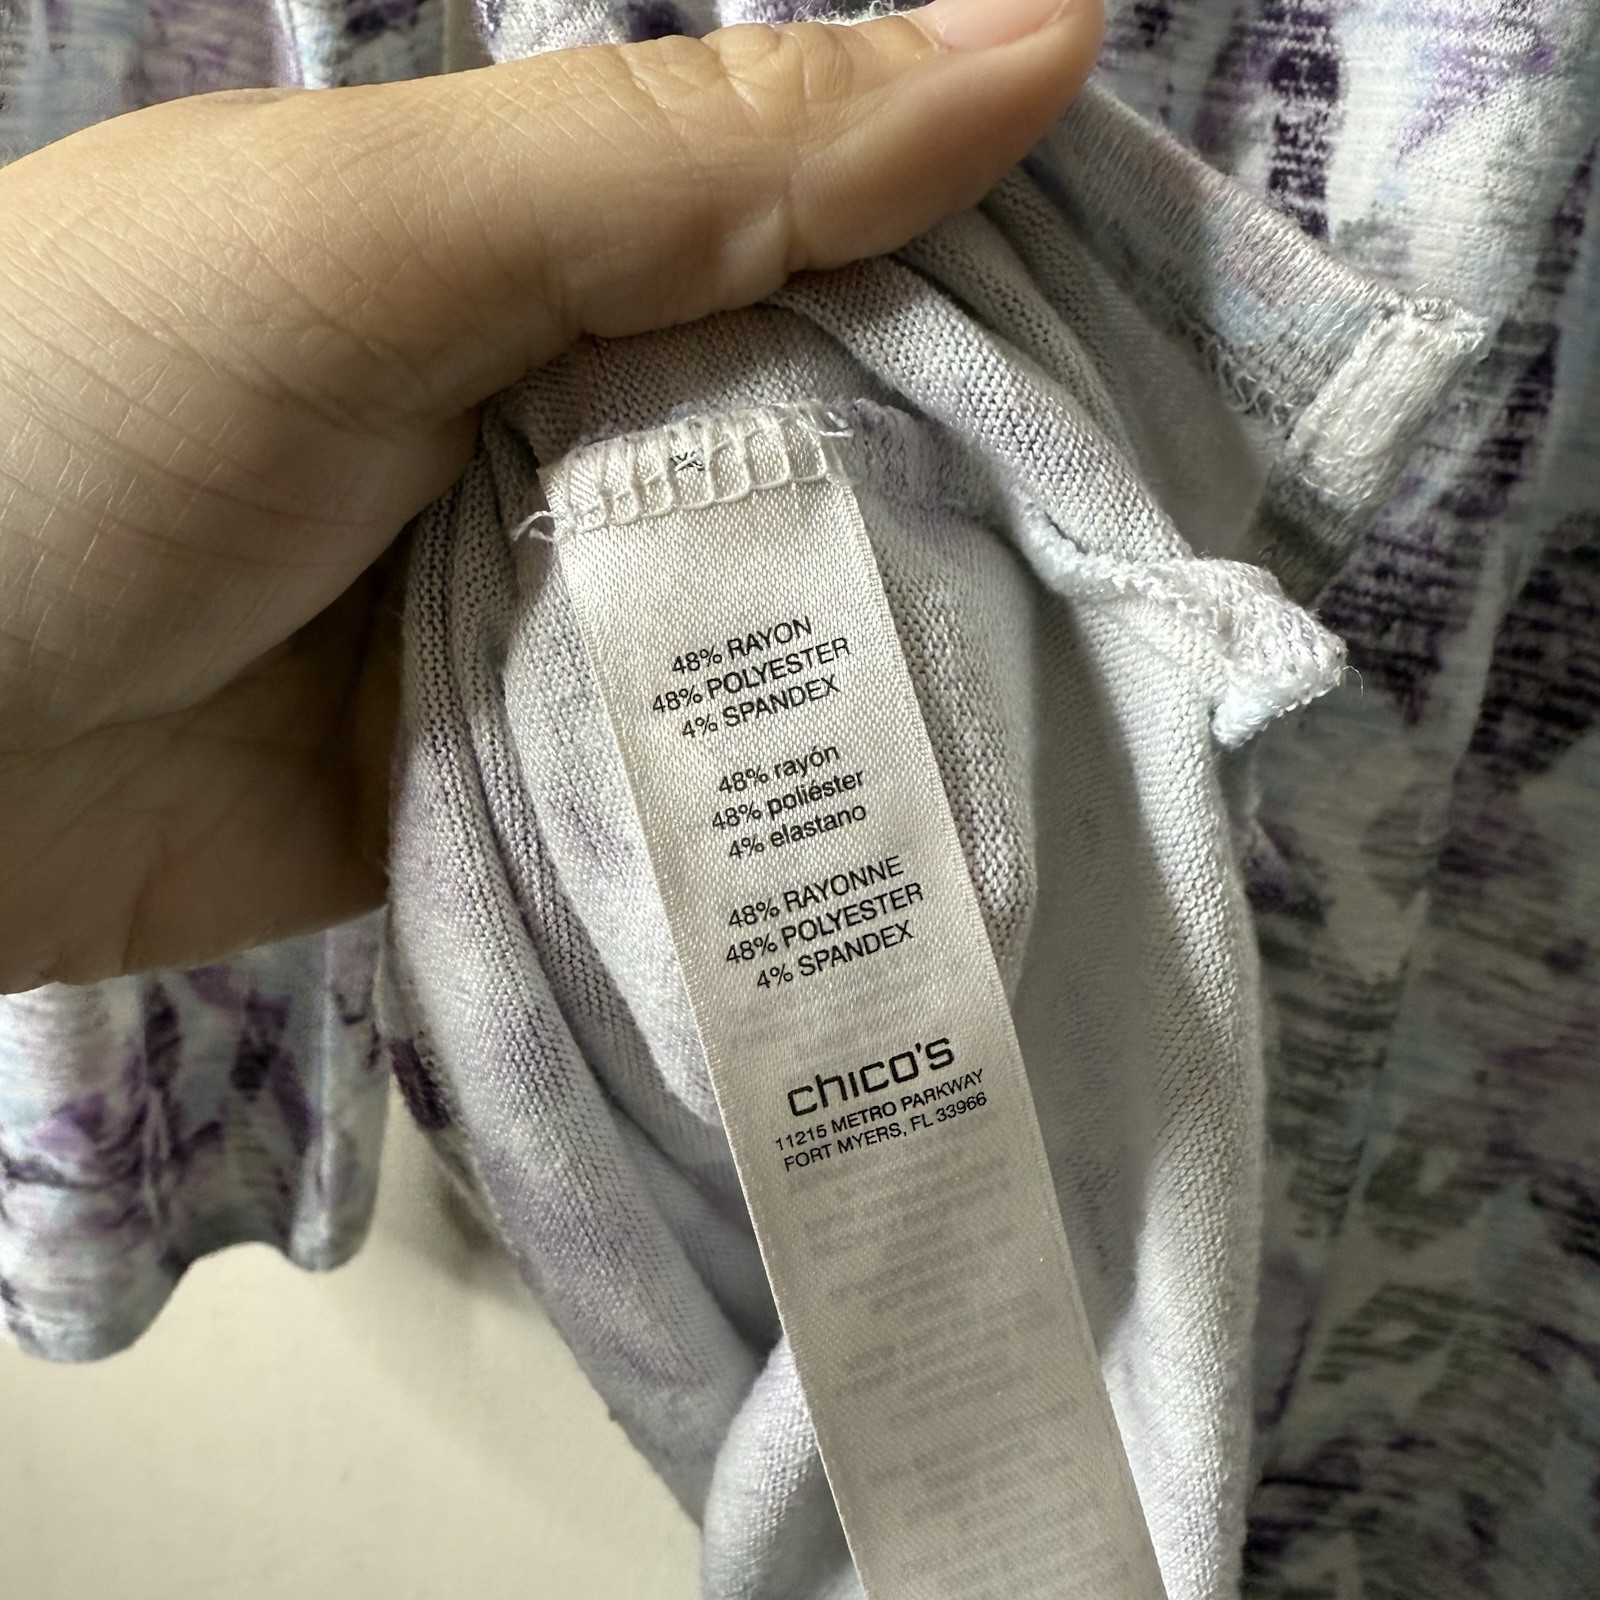 48% RAYON
48% POLYESTER
4% SPANDEX
48% rayón
48% poliéster
4% elastano
48% RAYONNE
48% POLYESTER
4% SPANDEX
chico's
11215 METRO PARKWAY
FORT MYERS, FL 33966